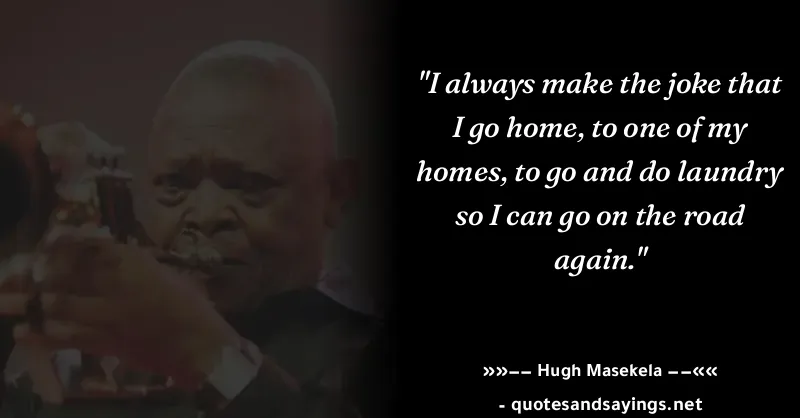 "I always make the joke that
I go home, to one of my
homes, to go and do laundry
so I can go on the road
again."
»»−− Hugh Masekela −−««
- quotesandsayings.net